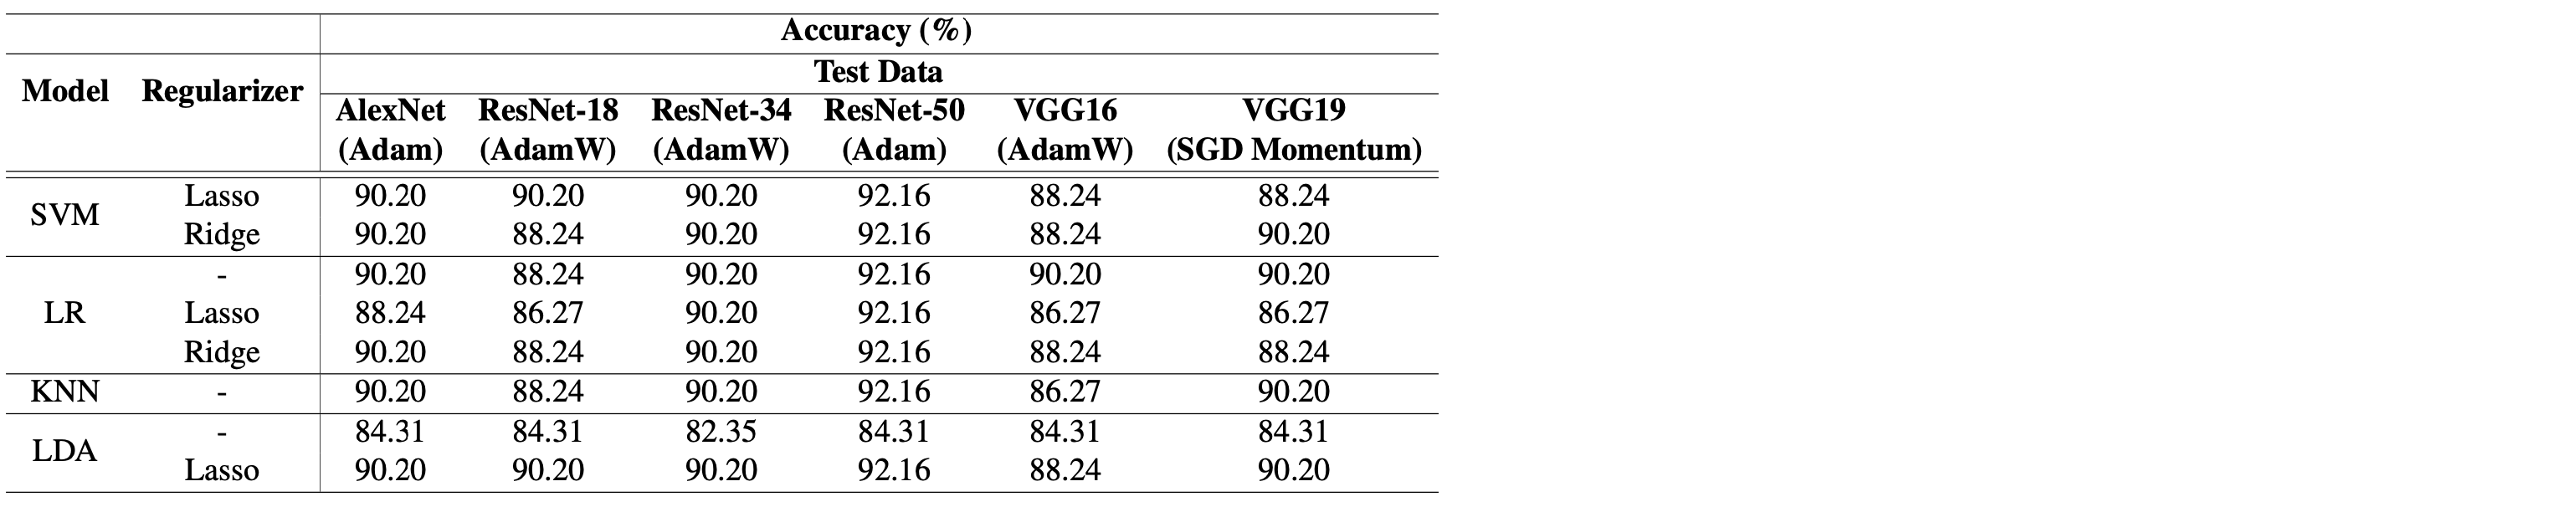 Accuracy (%)
Test Data
Model Regularizer
AlexNet ResNet-18 ResNet-34 ResNet-50 VGG16 VGG19
(Adam) (AdamW) (AdamW) (Adam) (AdamW) (SGD Momentum)
SVM
Lasso 90.20 90.20 90.20 92.16 88.24 88.24
Ridge 90.20 88.24 90.20 92.16 88.24 90.20
LR
- 90.20 88.24 90.20 92.16 90.20 90.20
Lasso 88.24 86.27 90.20 92.16 86.27 86.27
Ridge 90.20 88.24 90.20 92.16 88.24 88.24
KNN - 90.20 88.24 90.20 92.16 86.27 90.20
LDA
- 84.31 84.31 82.35 84.31 84.31 84.31
Lasso 90.20 90.20 90.20 92.16 88.24 90.20